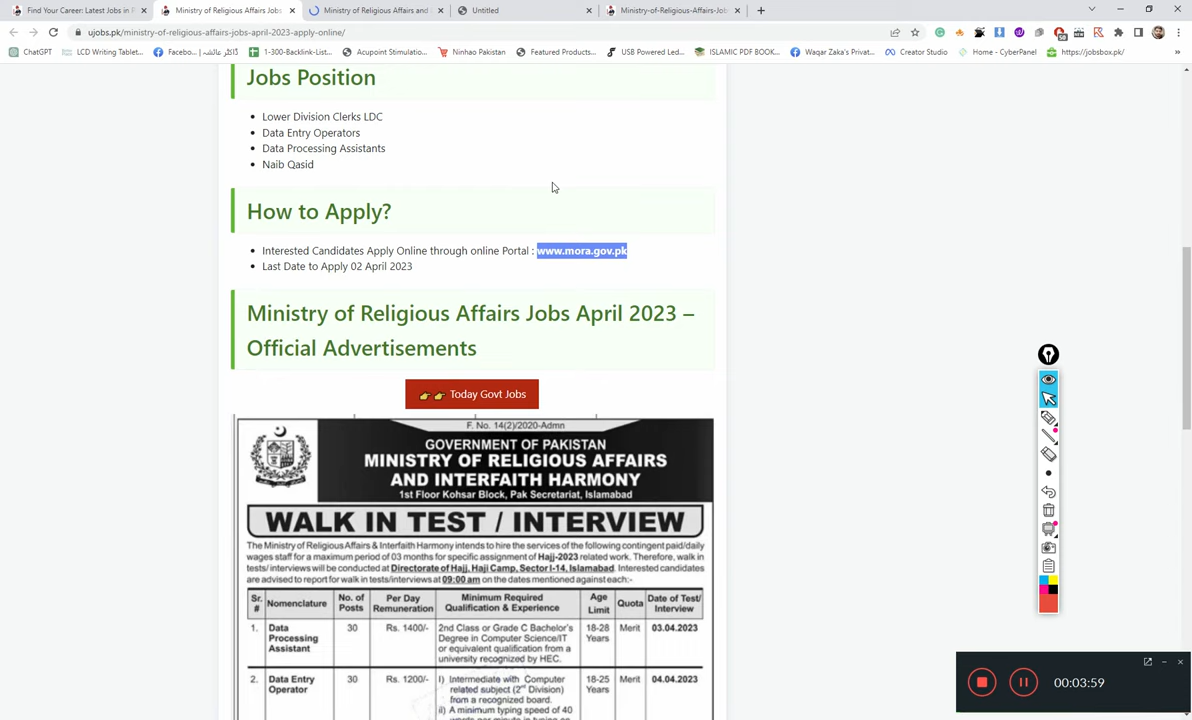 Find Your Career: Latest Jobs in P
Ministry of Religious Affairs Jobs
Ministry of Religious Affairs and
Untitled
Ministry-of-Religious-Affairs-Job
ujobs.pk/ministry-of-religious-affairs-jobs-april-2023-apply-online/
ChatGPT
LCD Writing Tablet...
Facebo...
1-300-Backlink-List...
Acupoint Stimulatio...
Ninhao Pakistan
Featured Products...
USB Powered Led...
ISLAMIC PDF BOOK...
Waqar Zaka's Privat...
Creator Studio
Home - CyberPanel
https://jobsbox.pk/
Jobs Position
Lower Division Clerks LDC
Data Entry Operators
Data Processing Assistants
Naib Qasid
How to Apply?
Interested Candidates Apply Online through online Portal : www.mora.gov.pk
Last Date to Apply 02 April 2023
Ministry of Religious Affairs Jobs April 2023 –
Official Advertisements
Today Govt Jobs
F. No. 14(2)/2020-Admn
GOVERNMENT OF PAKISTAN
MINISTRY OF RELIGIOUS AFFAIRS
AND INTERFAITH HARMONY
1st Floor Kohsar Block, Pak Secretariat, Islamabad
WALK IN TEST / INTERVIEW
The Ministry of Religious Affairs & Interfaith Harmony intends to hire the services of the following contingent paid/daily
wages staff for a maximum period of 03 months for specific assignment of Hajj-2023 related work. Therefore, walk in
tests/ interviews will be conducted at Directorate of Hajj, Haji Camp, Sector I-14, Islamabad. Interested candidates
are advised to report for walk in tests/interviews at 09:00 am on the dates mentioned against each:-
Sr. # Nomenclature No. of Posts Per Day Remuneration Minimum Required Qualification & Experience Age Limit Quota Date of Test/ Interview
1. Data Processing Assistant 30 Rs. 1400/- 2nd Class or Grade C Bachelor's Degree in Computer Science/IT or equivalent qualification from a university recognized by HEC. 18-28 Years Merit 03.04.2023
2. Data Entry Operator 30 Rs. 1200/- i) Intermediate with Computer related subject (2nd Division) from a recognized board. 18-25 Years Merit 04.04.2023
ii) A minimum typing speed of 40
words per minute in typing
00:03:59